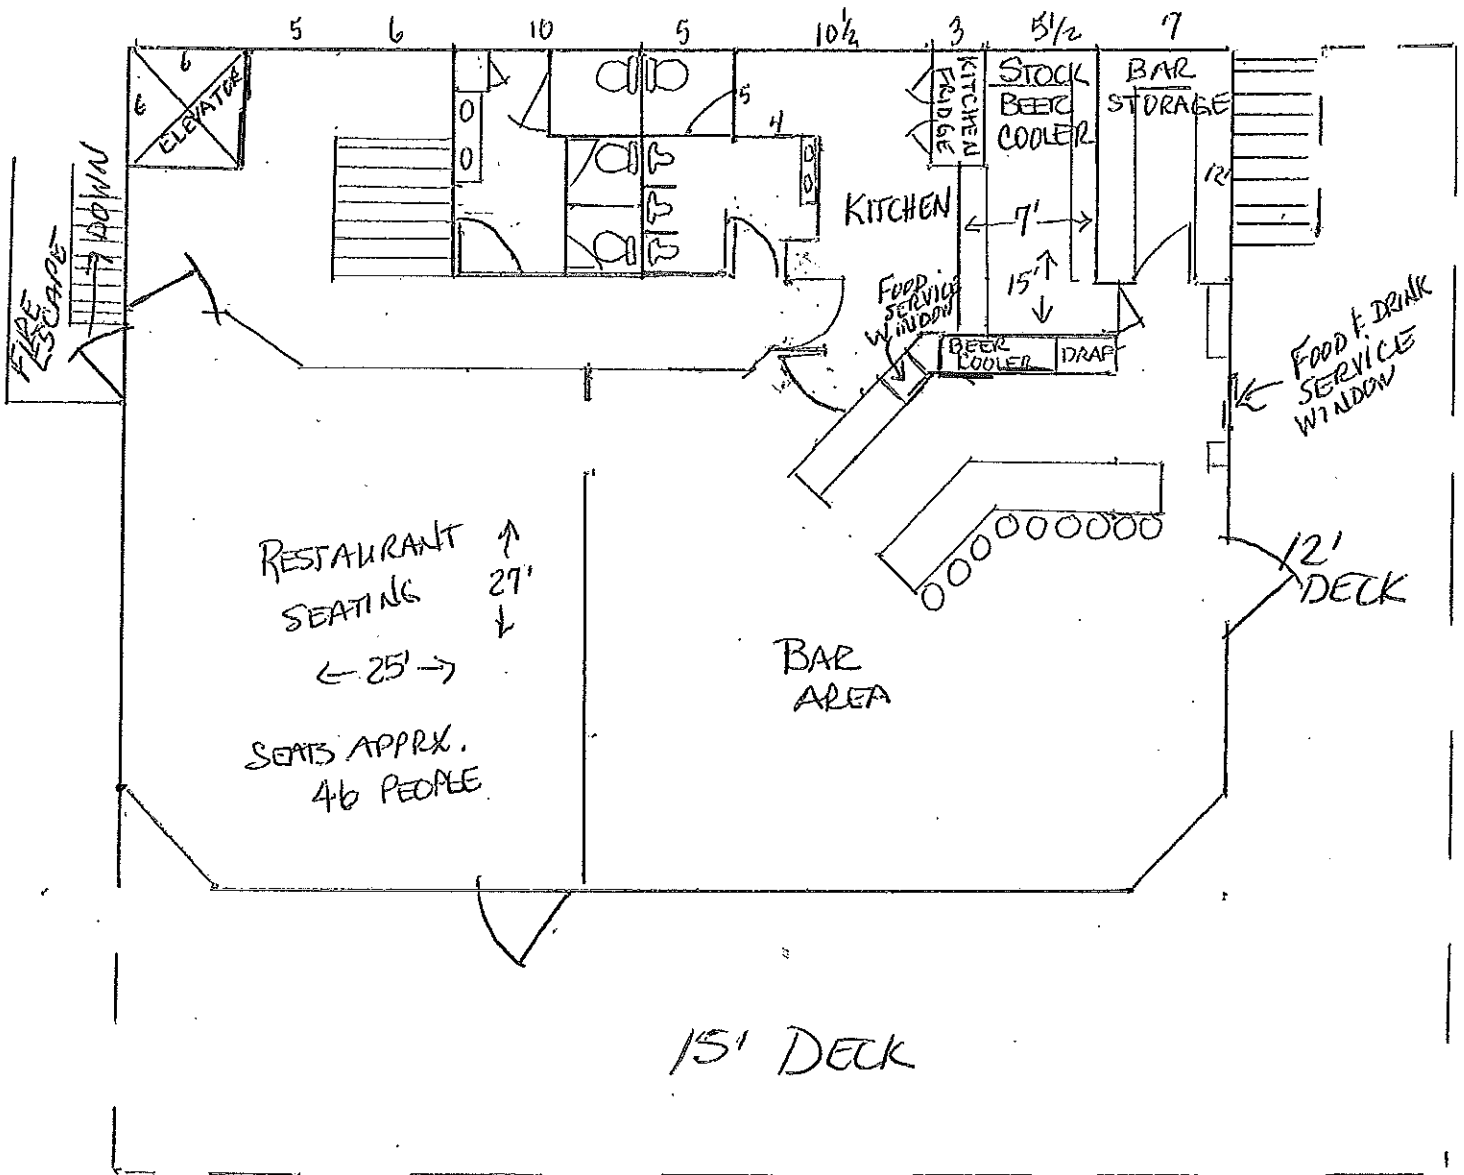 5 6 10 5 10½ 3 5½ 7
6
6
ELEVATOR
5
4
KITCHEN
FRIDGE
STOCK
BEER
COOLER
BAR
STORAGE
12'
DOWN
FIRE
ESCAPE
KITCHEN
7'
15'
FOOD
SERVICE
WINDOW
BEER
COOLER
DRAF
FOOD & DRINK
SERVICE
WINDOW
RESTAURANT
SEATING
27'
25'
SEATS APPRX.
46 PEOPLE
BAR
AREA
12'
DECK
15' DECK